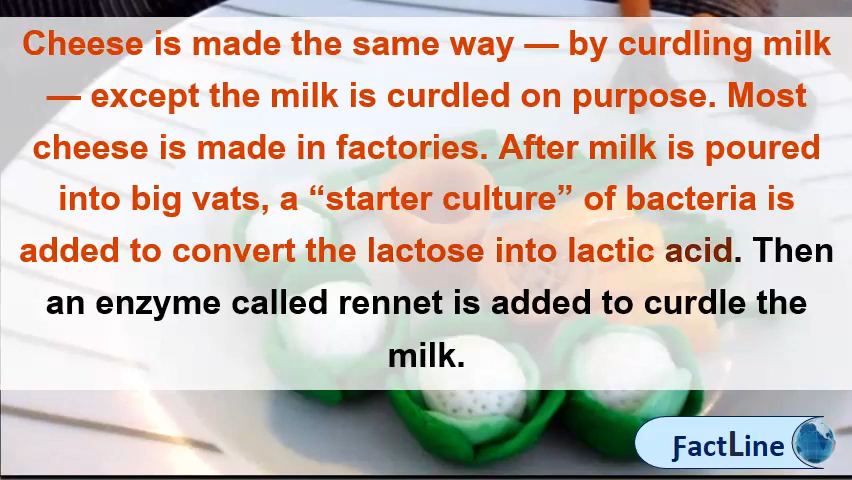 Cheese is made the same way — by curdling milk
— except the milk is curdled on purpose. Most
cheese is made in factories. After milk is poured
into big vats, a “starter culture” of bacteria is
added to convert the lactose into lactic acid. Then
an enzyme called rennet is added to curdle the
milk.
FactLine